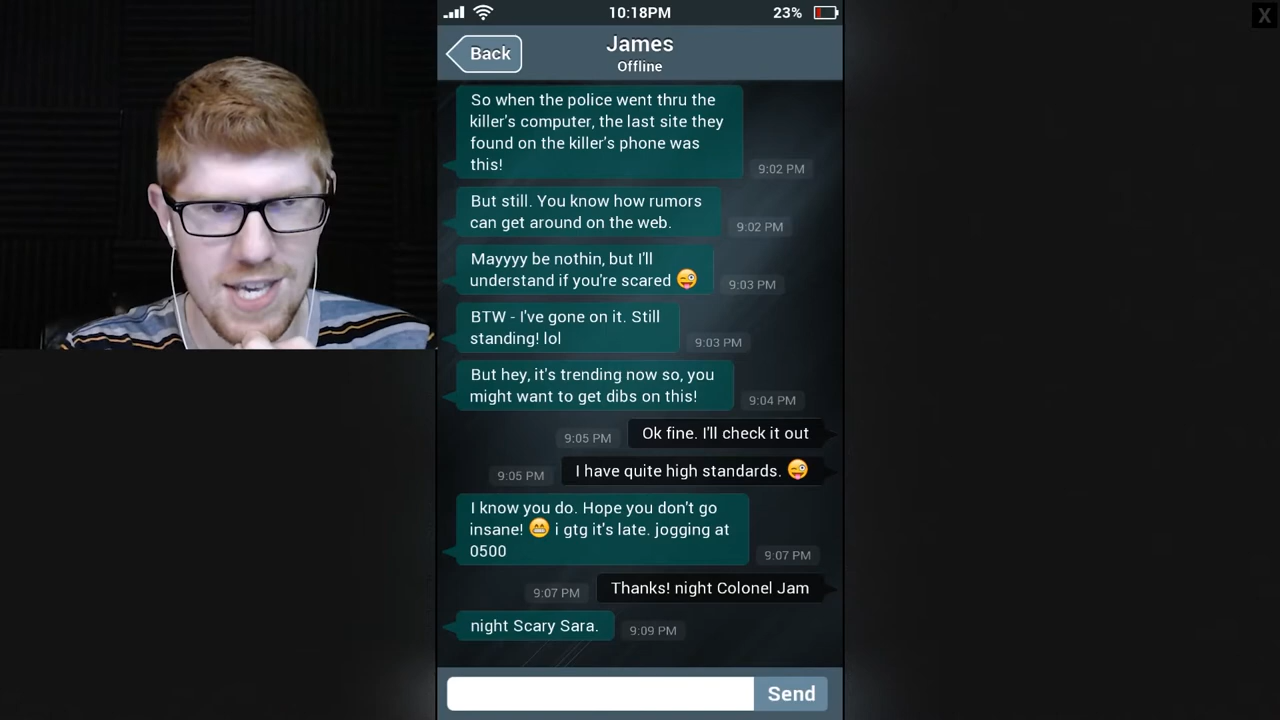 10:18PM
23%
X
Back
James
Offline
So when the police went thru the
killer's computer, the last site they
found on the killer's phone was
this!
9:02 PM
But still. You know how rumors
can get around on the web.
9:02 PM
Mayyyy be nothin, but I'll
understand if you're scared 😜
9:03 PM
BTW - I've gone on it. Still
standing! lol
9:03 PM
But hey, it's trending now so, you
might want to get dibs on this!
9:04 PM
Ok fine. I'll check it out
9:05 PM
I have quite high standards. 😜
9:05 PM
I know you do. Hope you don't go
insane! 😁 i gtg it's late. jogging at
0500
9:07 PM
Thanks! night Colonel Jam
9:07 PM
night Scary Sara.
9:09 PM
Send